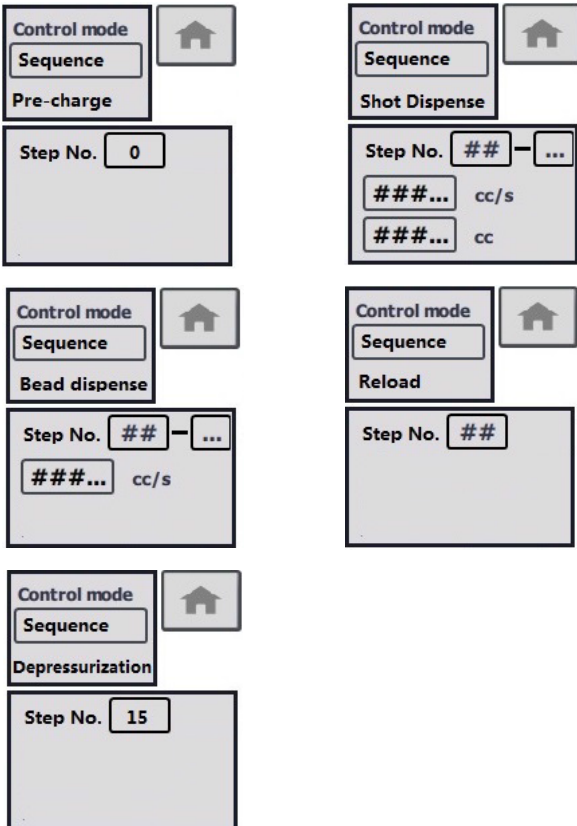 Control mode
Sequence
Pre-charge
Step No. 0
Control mode
Sequence
Shot Dispense
Step No. ## – ...
###... cc/s
###... cc
Control mode
Sequence
Bead dispense
Step No. ## – ...
###... cc/s
Control mode
Sequence
Reload
Step No. ##
Control mode
Sequence
Depressurization
Step No. 15